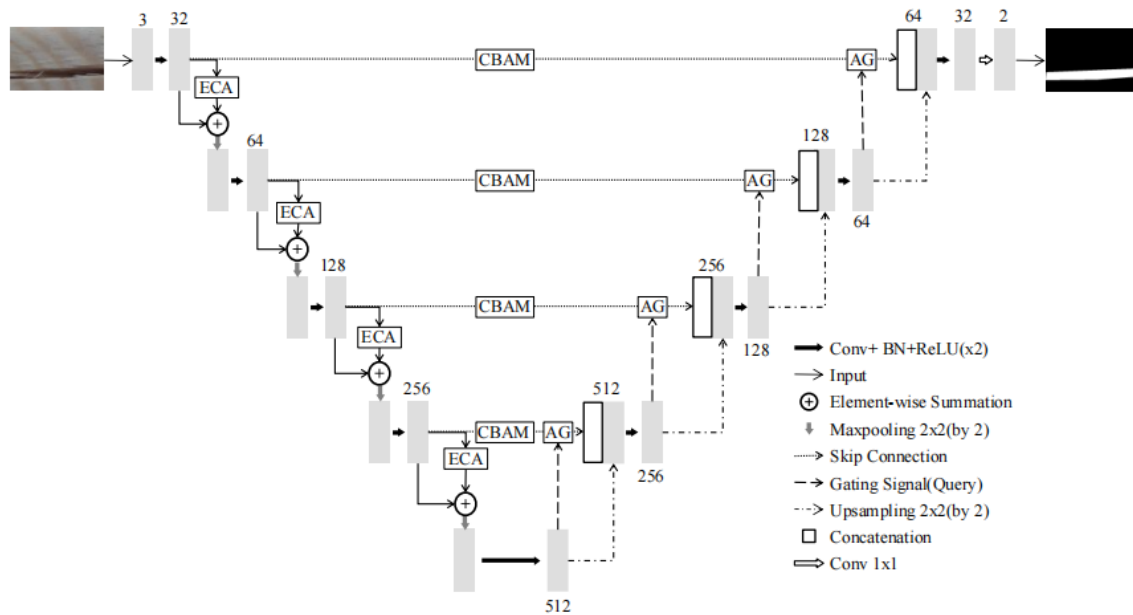 3 32 64 32 2
CBAM AG
ECA
64 128
CBAM AG
ECA
64
128 256
CBAM AG
ECA
128
256 512
CBAM AG
ECA
256
512
Conv+ BN+ReLU(x2)
Input
Element-wise Summation
Maxpooling 2x2(by 2)
Skip Connection
Gating Signal(Query)
Upsampling 2x2(by 2)
Concatenation
Conv 1x1